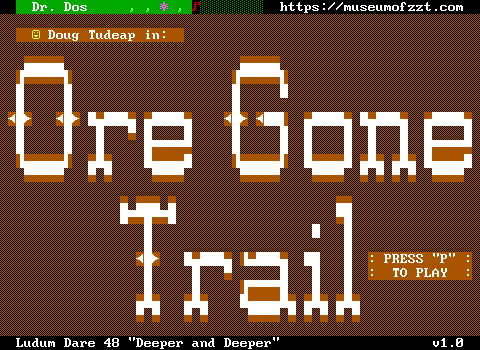 Dr. Dos , , * , https://museumofzzt.com
Doug Tudeap in:
Ore Gone
Trail
: PRESS "P" :
: TO PLAY :
Ludum Dare 48 "Deeper and Deeper" v1.0